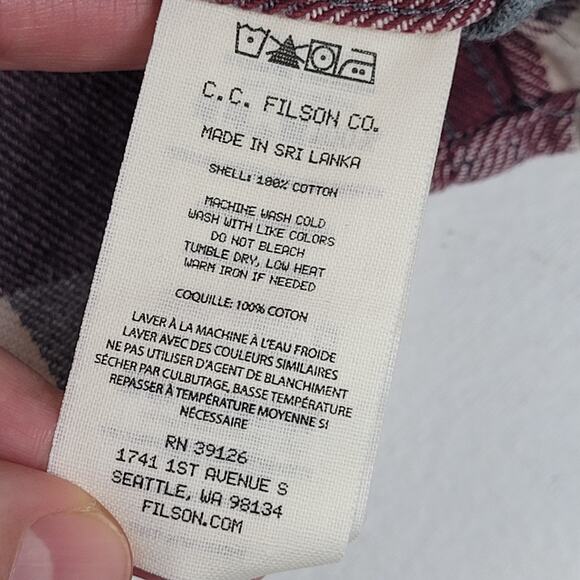 C.C. FILSON CO.
MADE IN SRI LANKA
SHELL: 100% COTTON
MACHINE WASH COLD
WASH WITH LIKE COLORS
DO NOT BLEACH
TUMBLE DRY, LOW HEAT
WARM IRON IF NEEDED
COQUILLE: 100% COTON
LAVER À LA MACHINE À L'EAU FROIDE
LAVER AVEC DES COULEURS SIMILAIRES
NE PAS UTILISER D'AGENT DE BLANCHIMENT
SÉCHER PAR CULBUTAGE, BASSE TEMPÉRATURE
REPASSER À TEMPÉRATURE MOYENNE SI
NÉCESSAIRE
RN 39126
1741 1ST AVENUE S
SEATTLE, WA 98134
FILSON.COM